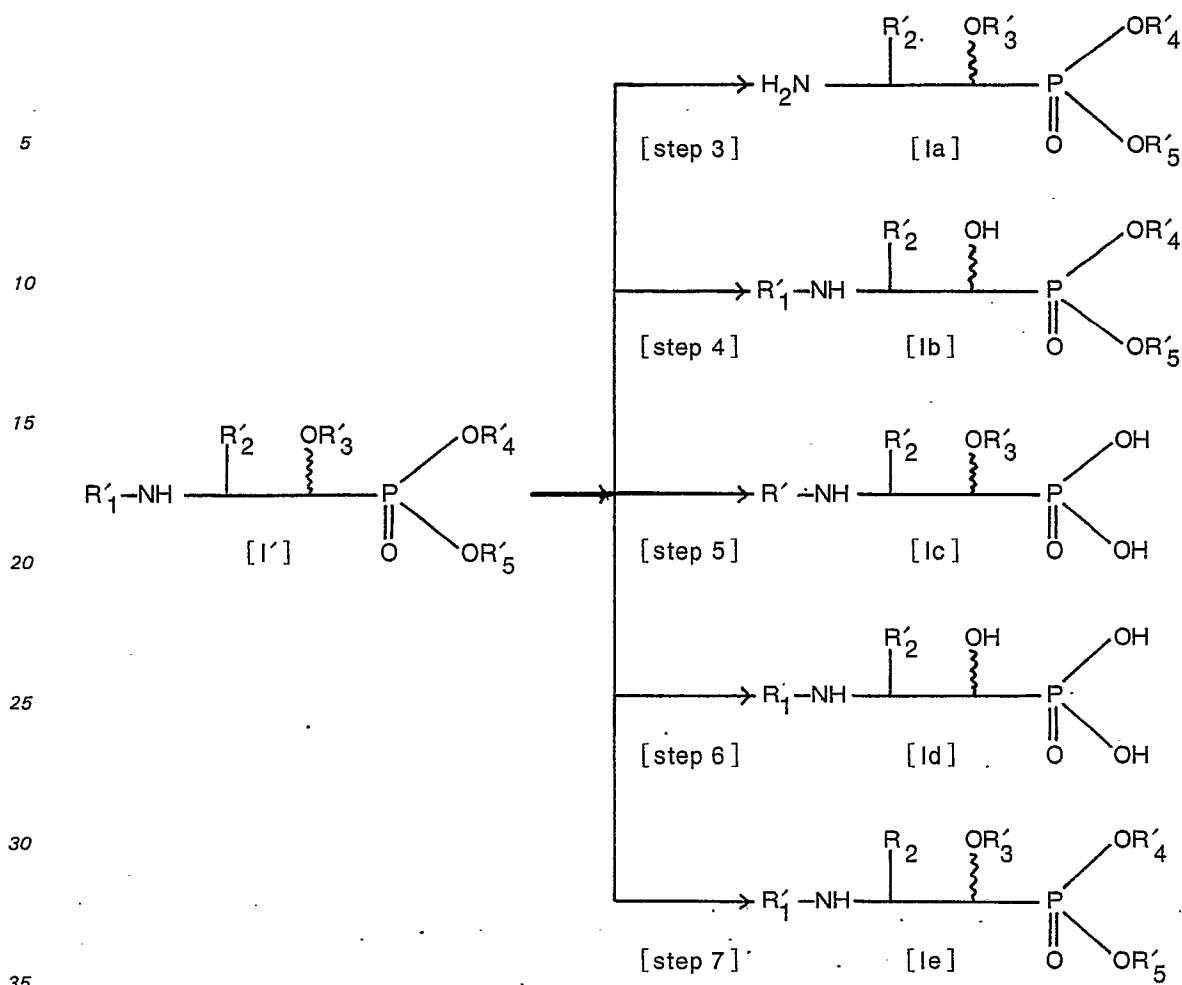 R′2. OR′3 OR′4
H2N P
5 [step 3] [Ia] O OR′5
R′2 OH OR′4
10 R′1–NH P
[step 4] [Ib] O OR′5
15 R′2 OR′3 OH
R′2 OR′3 OR′4 R′ –NH P
R′1–NH P [step 5] [Ic] O OH
20 [I′] O OR′5
R′2 OH OH
25 R′1–NH P
[step 6] [Id] O OH
30 R2 OR′3 OR′4
R′1–NH P
[step 7] [Ie] O OR′5
35